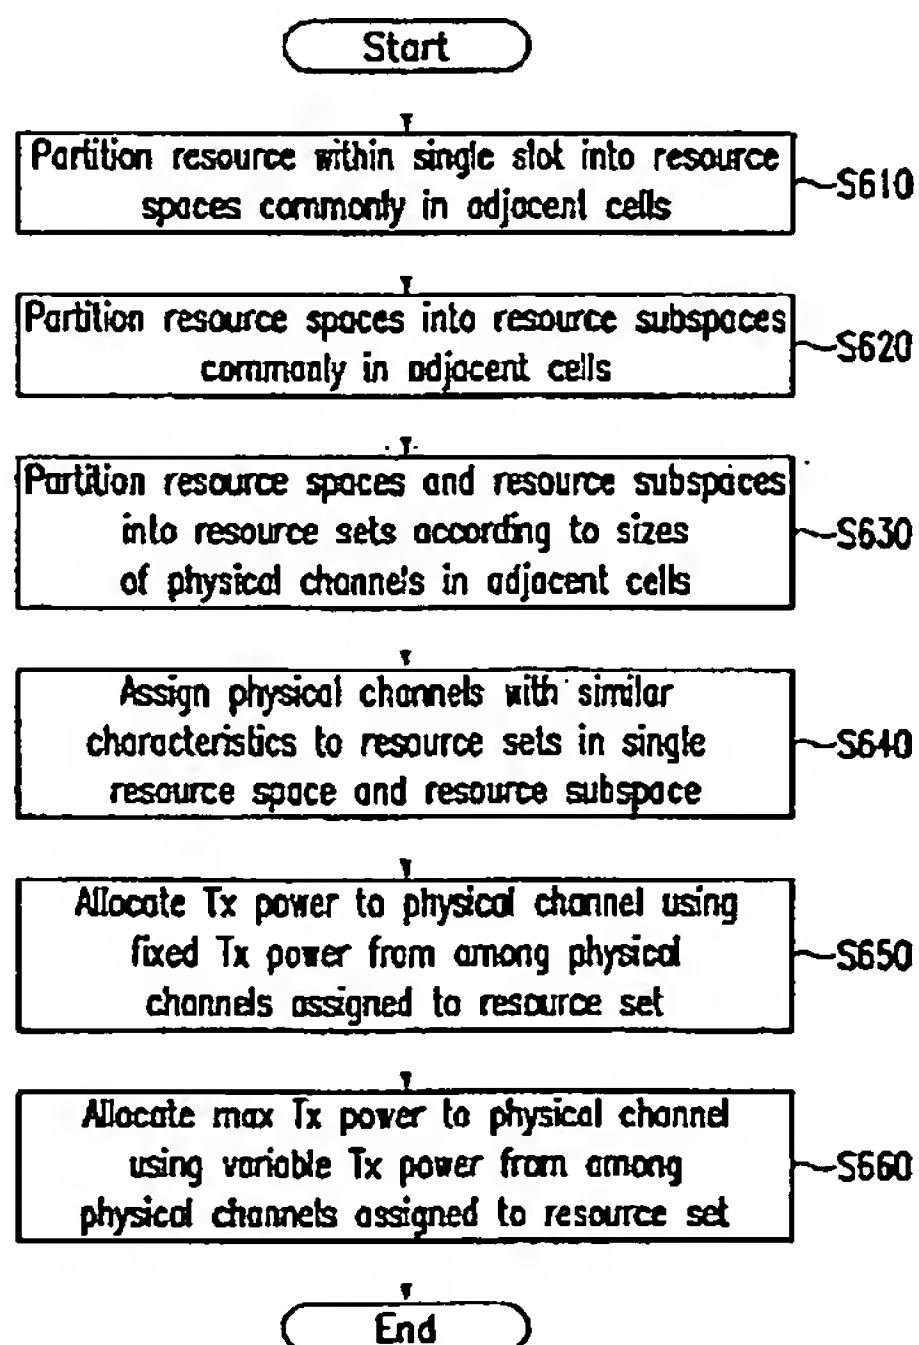 Start
Partition resource within single slot into resource
spaces commonly in adjacent cells
S610
Partition resource spaces into resource subspaces
commonly in adjacent cells
S620
Partition resource spaces and resource subspaces
into resource sets according to sizes
of physical channels in adjacent cells
S630
Assign physical channels with similar
characteristics to resource sets in single
resource space and resource subspace
S640
Allocate Tx power to physical channel using
fixed Tx power from among physical
channels assigned to resource set
S650
Allocate max Tx power to physical channel
using variable Tx power from among
physical channels assigned to resource set
S660
End